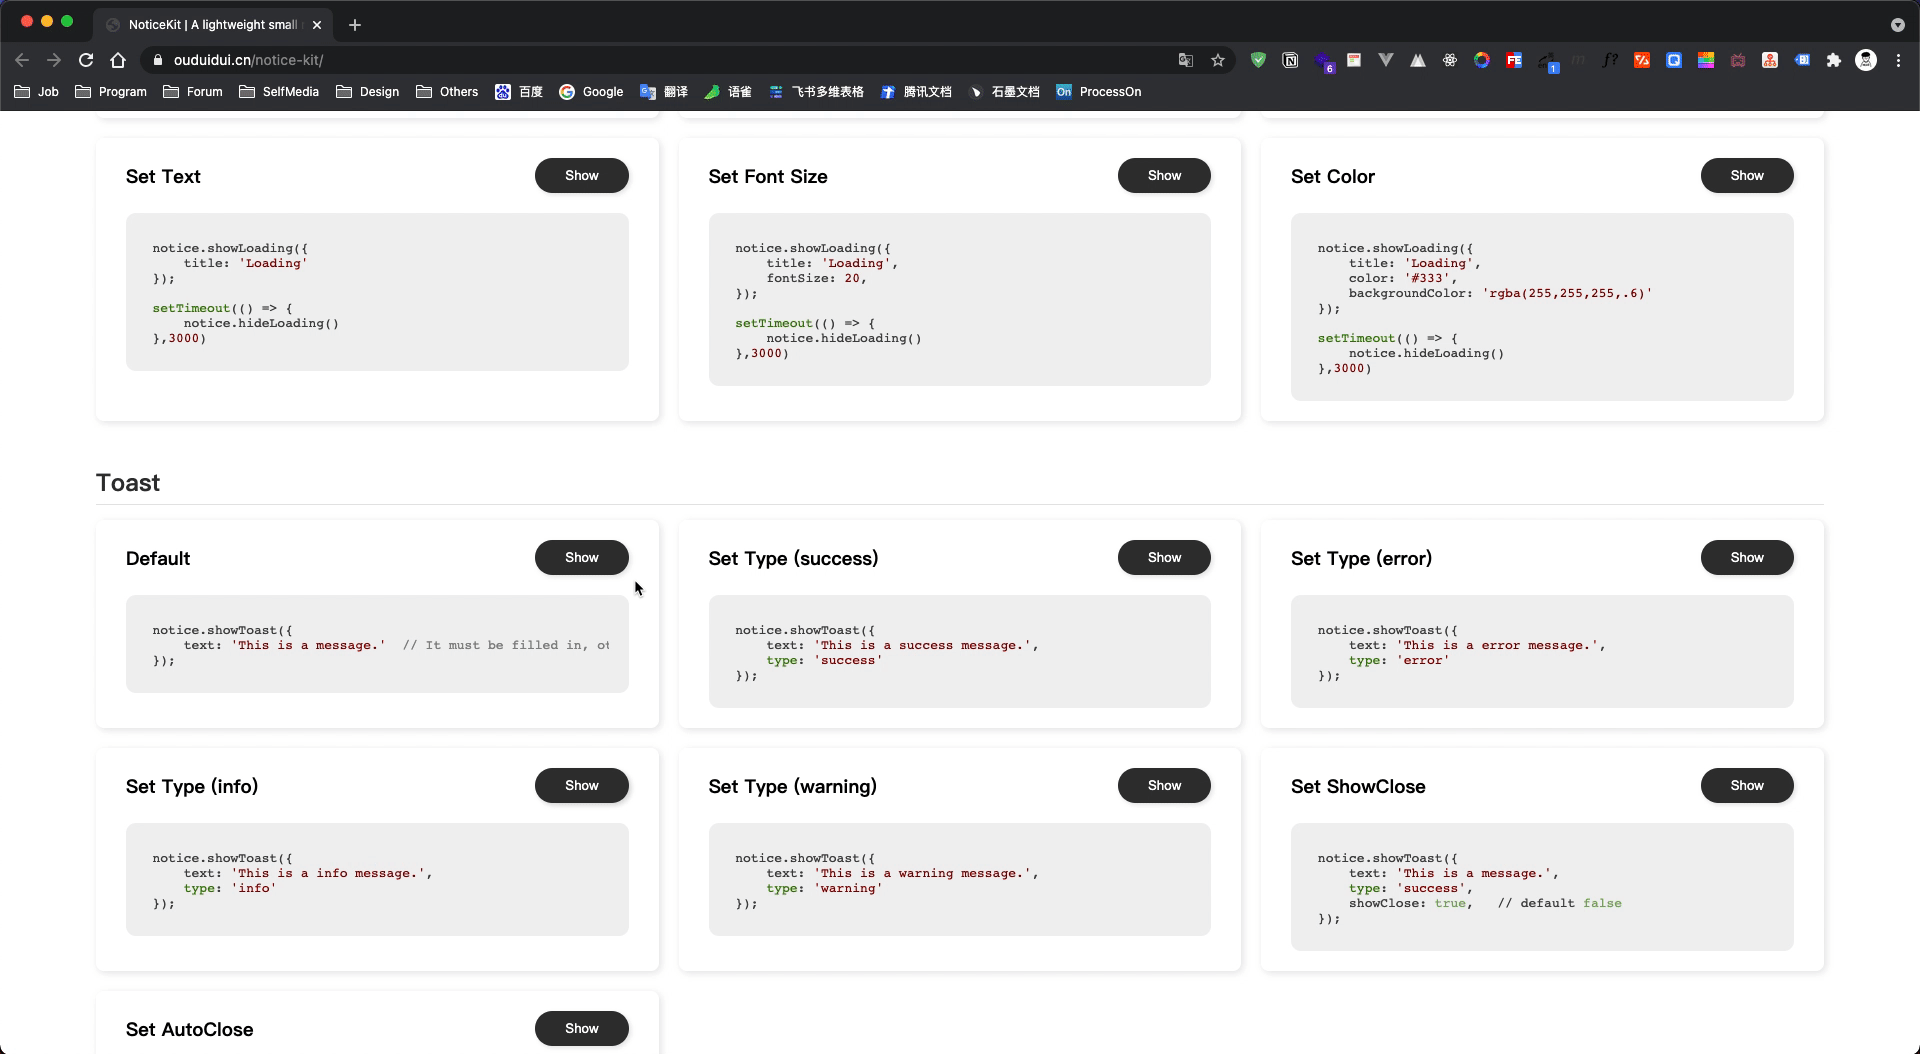 NoticeKit | A lightweight small
ouduidui.cn/notice-kit/
6
FE
1
m
f?
Job
Program
Forum
SelfMedia
Design
Others
百度
Google
翻译
语雀
飞书多维表格
腾讯文档
石墨文档
On ProcessOn
Set Text
Show
notice.showLoading({
    title: 'Loading'
});
setTimeout(() => {
    notice.hideLoading()
},3000)
Set Font Size
Show
notice.showLoading({
    title: 'Loading',
    fontSize: 20,
});
setTimeout(() => {
    notice.hideLoading()
},3000)
Set Color
Show
notice.showLoading({
    title: 'Loading',
    color: '#333',
    backgroundColor: 'rgba(255,255,255,.6)'
});
setTimeout(() => {
    notice.hideLoading()
},3000)
Toast
Default
Show
notice.showToast({
    text: 'This is a message.'  // It must be filled in, ot
});
Set Type (success)
Show
notice.showToast({
    text: 'This is a success message.',
    type: 'success'
});
Set Type (error)
Show
notice.showToast({
    text: 'This is a error message.',
    type: 'error'
});
Set Type (info)
Show
notice.showToast({
    text: 'This is a info message.',
    type: 'info'
});
Set Type (warning)
Show
notice.showToast({
    text: 'This is a warning message.',
    type: 'warning'
});
Set ShowClose
Show
notice.showToast({
    text: 'This is a message.',
    type: 'success',
    showClose: true,   // default false
});
Set AutoClose
Show